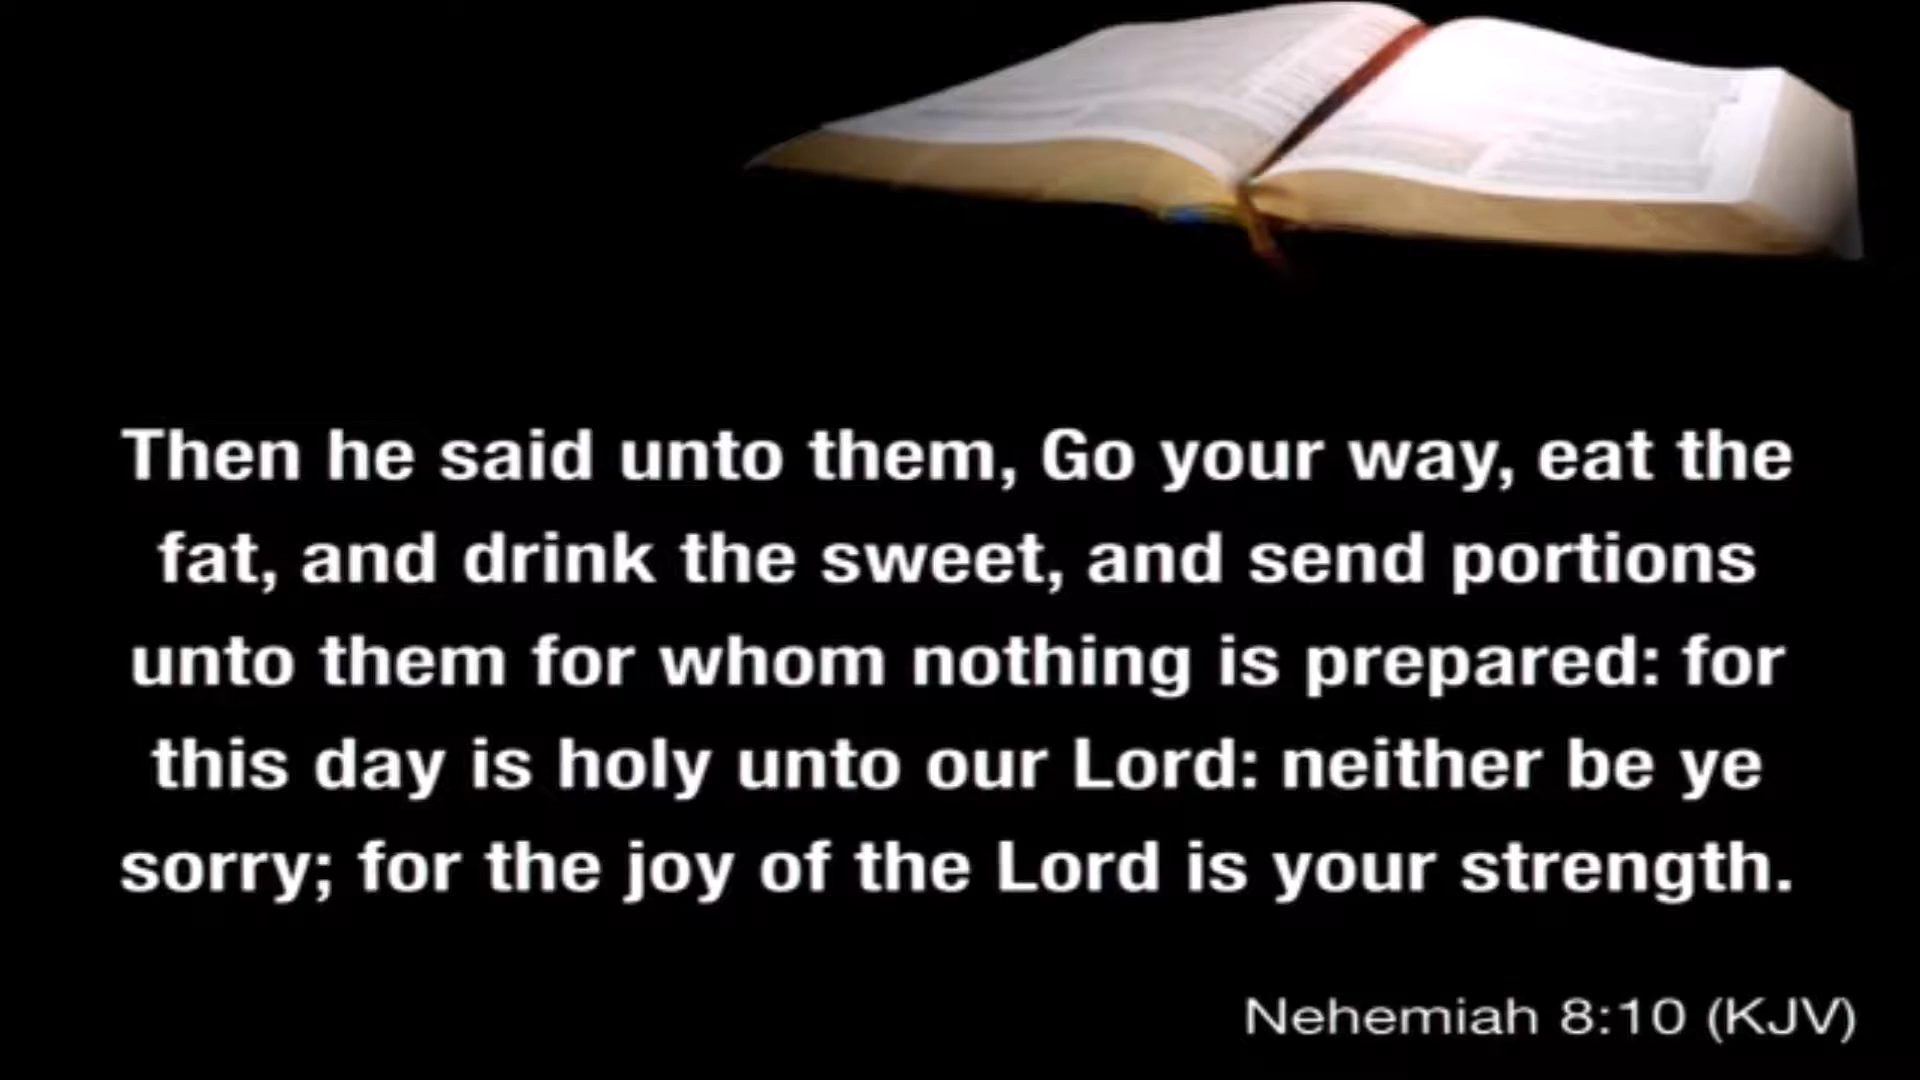 Then he said unto them, Go your way, eat the
fat, and drink the sweet, and send portions
unto them for whom nothing is prepared: for
this day is holy unto our Lord: neither be ye
sorry; for the joy of the Lord is your strength.
Nehemiah 8:10 (KJV)